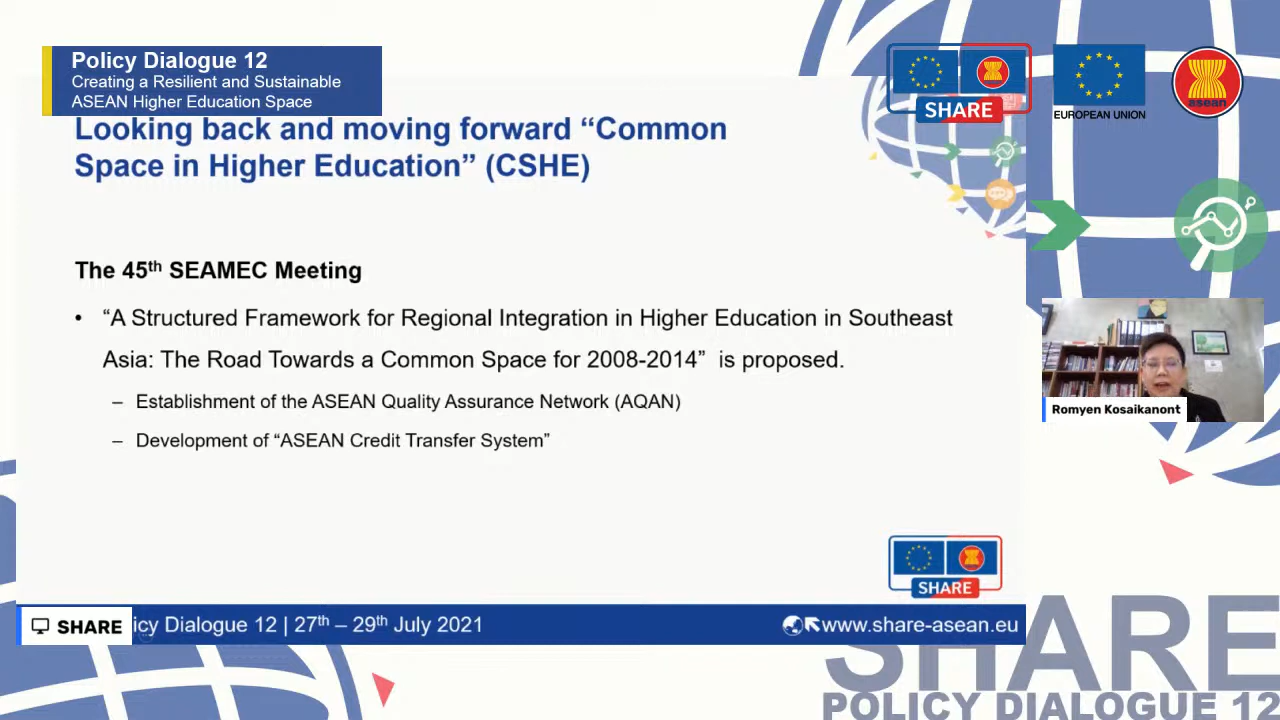 Policy Dialogue 12
Creating a Resilient and Sustainable
ASEAN Higher Education Space
SHARE
EUROPEAN UNION
asean
Looking back and moving forward “Common
Space in Higher Education” (CSHE)
The 45th SEAMEC Meeting
• “A Structured Framework for Regional Integration in Higher Education in Southeast
Asia: The Road Towards a Common Space for 2008-2014” is proposed.
– Establishment of the ASEAN Quality Assurance Network (AQAN)
– Development of “ASEAN Credit Transfer System”
Romyen Kosaikanont
SHARE
SHARE
icy Dialogue 12 | 27th – 29th July 2021
www.share-asean.eu
SHARE
POLICY DIALOGUE 12